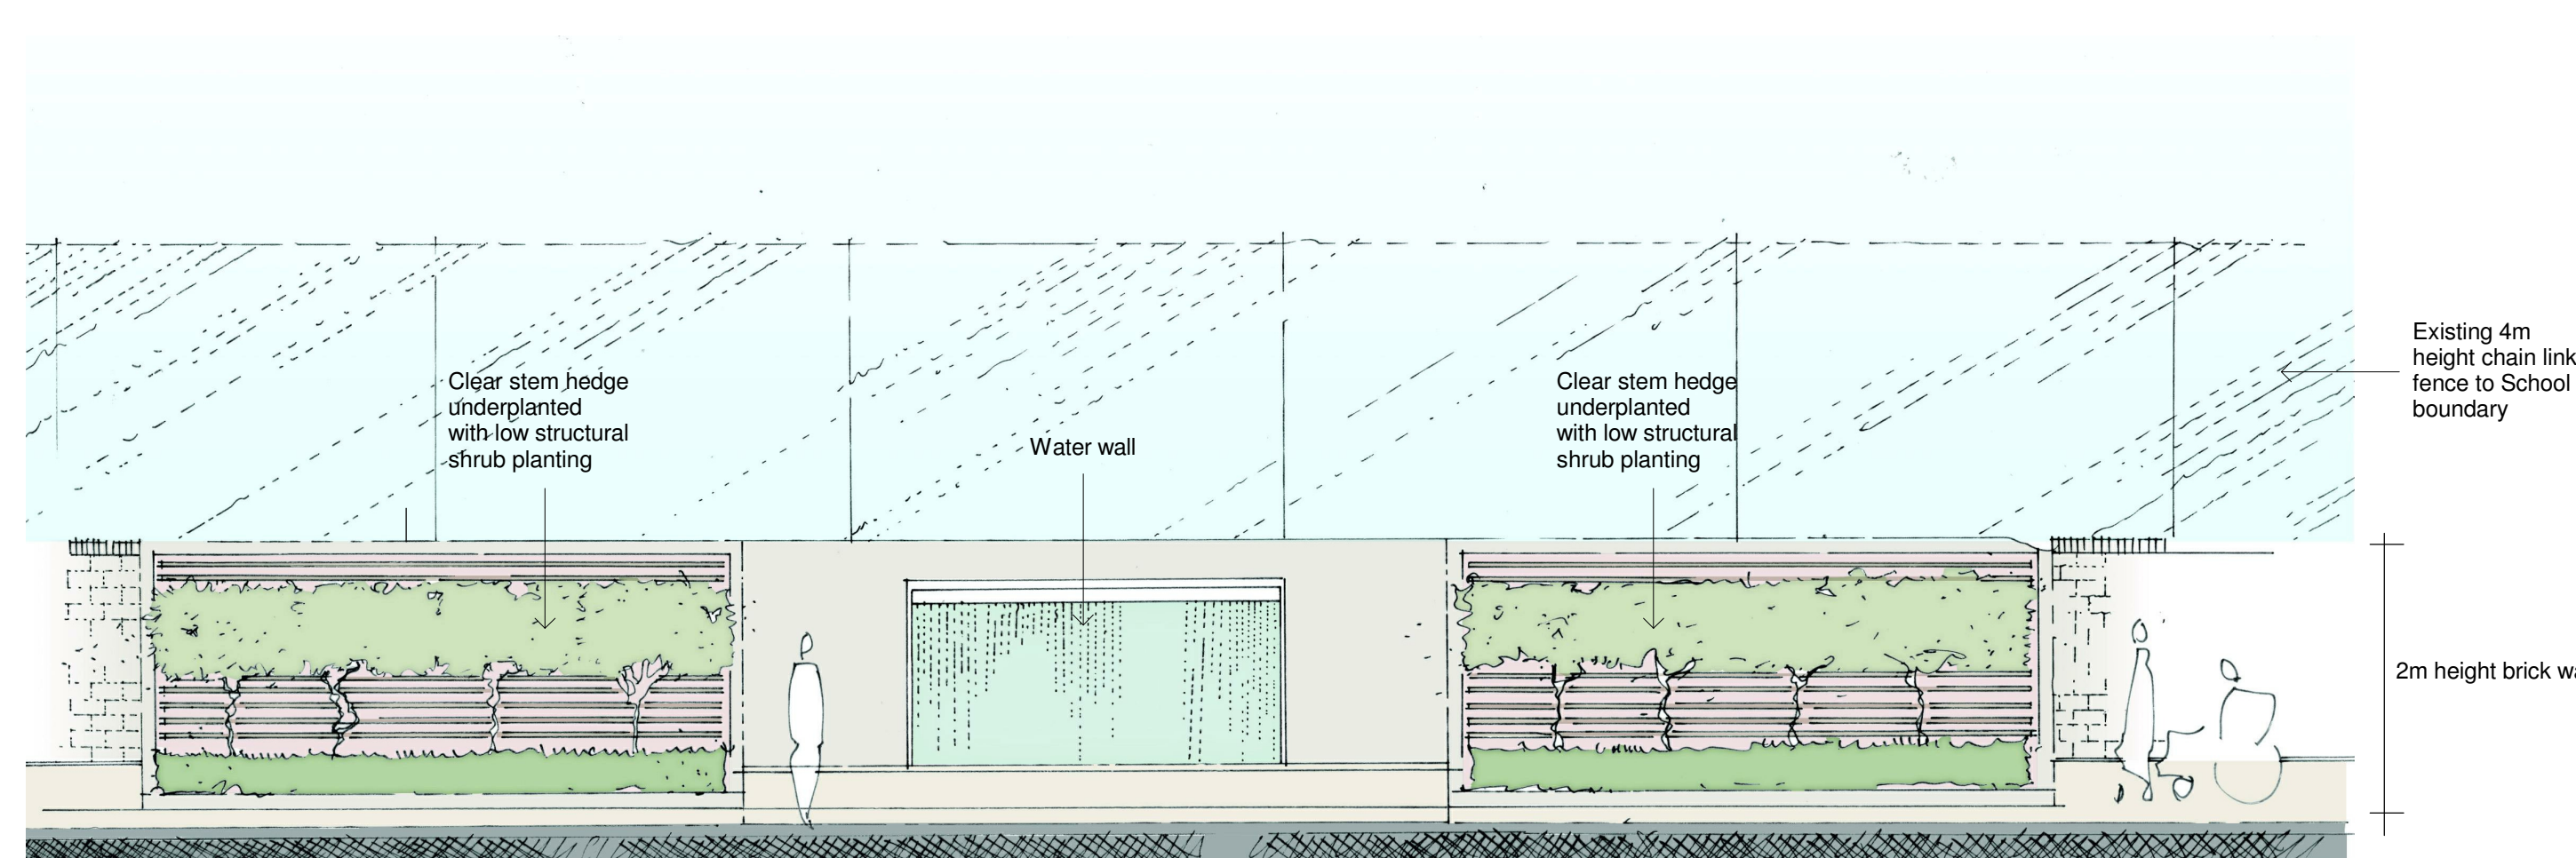 Clear stem hedge
underplanted
with low structural
shrub planting
Water wall
Clear stem hedge
underplanted
with low structural
shrub planting
Existing 4m
height chain link
fence to School
boundary
2m height brick